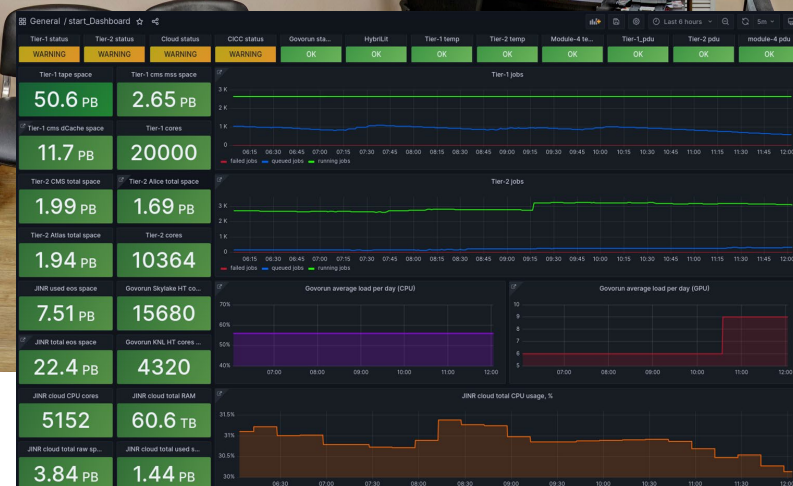 General / start_Dashboard
Last 6 hours
5m
Tier-1 status
Tier-2 status
Cloud status
CICC status
Govorun sta...
HybriLit
Tier-1 temp
Tier-2 temp
Module-4 te...
Tier-1_pdu
Tier-2 pdu
module-4 pdu
WARNING
WARNING
WARNING
WARNING
OK
OK
OK
OK
OK
OK
OK
OK
Tier-1 tape space
50.6 PB
Tier-1 cms mss space
2.65 PB
Tier-1 cms dCache space
11.7 PB
Tier-1 cores
20000
Tier-1 jobs
3 K
2 K
1 K
0
06:15 06:30 06:45 07:00 07:15 07:30 07:45 08:00 08:15 08:30 08:45 09:00 09:15 09:30 09:45 10:00 10:15 10:30 10:45 11:00 11:15 11:30 11:45 12:00
failed jobs queued jobs running jobs
Tier-2 CMS total space
1.99 PB
Tier-2 Alice total space
1.69 PB
Tier-2 Atlas total space
1.94 PB
Tier-2 cores
10364
Tier-2 jobs
3 K
2 K
1 K
0
06:15 06:30 06:45 07:00 07:15 07:30 07:45 08:00 08:15 08:30 08:45 09:00 09:15 09:30 09:45 10:00 10:15 10:30 10:45 11:00 11:15 11:30 11:45 12:00
failed jobs queued jobs running jobs
JINR used eos space
7.51 PB
Govorun Skylake HT co...
15680
JINR total eos space
22.4 PB
Govorun KNL HT cores ...
4320
Govorun average load per day (CPU)
70%
60%
50%
40%
07:00 08:00 09:00 10:00 11:00 12:00
Govorun average load per day (GPU)
10
9
8
7
6
5
07:00 08:00 09:00 10:00 11:00 12:00
JINR cloud CPU cores
5152
JINR cloud total RAM
60.6 TB
JINR cloud total raw sp...
3.84 PB
JINR cloud total used s...
1.44 PB
JINR cloud total CPU usage, %
31.5%
31%
30.5%
30%
06:30 07:00 07:30 08:00 08:30 09:00 09:30 10:00 10:30 11:00 11:30 12:00